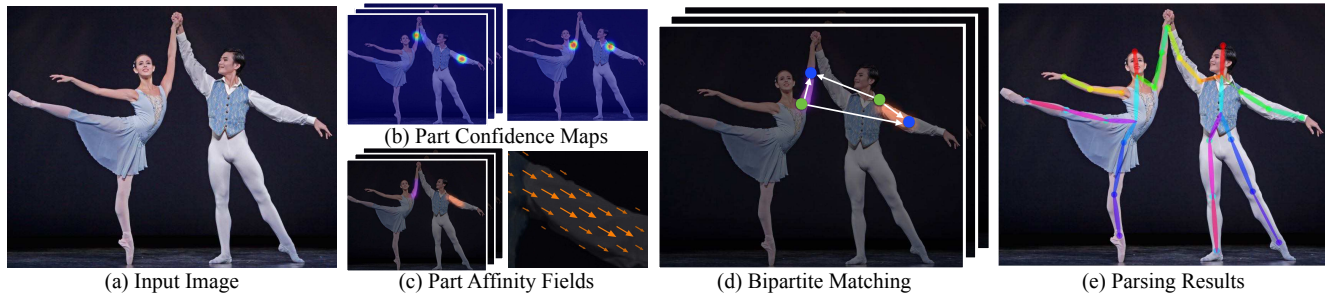 (a) Input Image
(b) Part Confidence Maps
(c) Part Affinity Fields
(d) Bipartite Matching
(e) Parsing Results